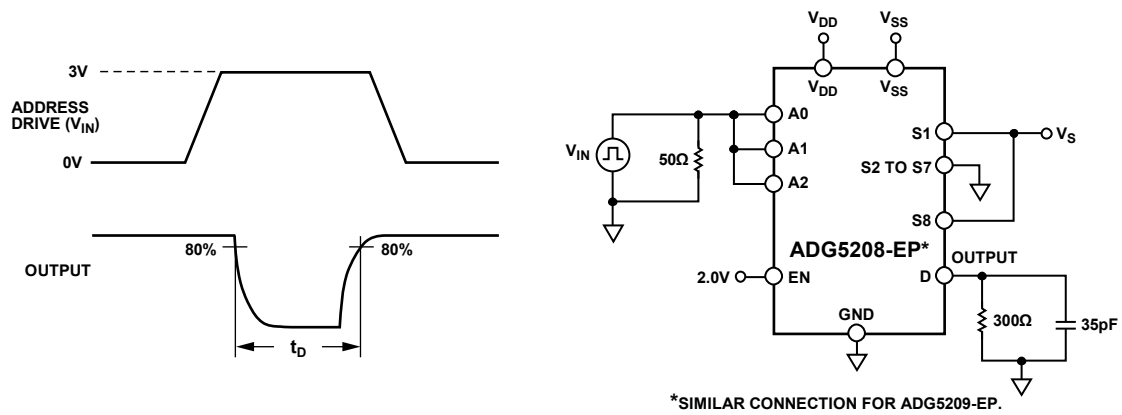 3V
ADDRESS
DRIVE (VIN)
0V
80%
80%
OUTPUT
tD
VDD
VSS
VDD
VSS
A0
A1
A2
VIN
50Ω
S1
VS
S2 TO S7
S8
ADG5208-EP*
OUTPUT
2.0V
EN
D
GND
300Ω
35pF
*SIMILAR CONNECTION FOR ADG5209-EP.